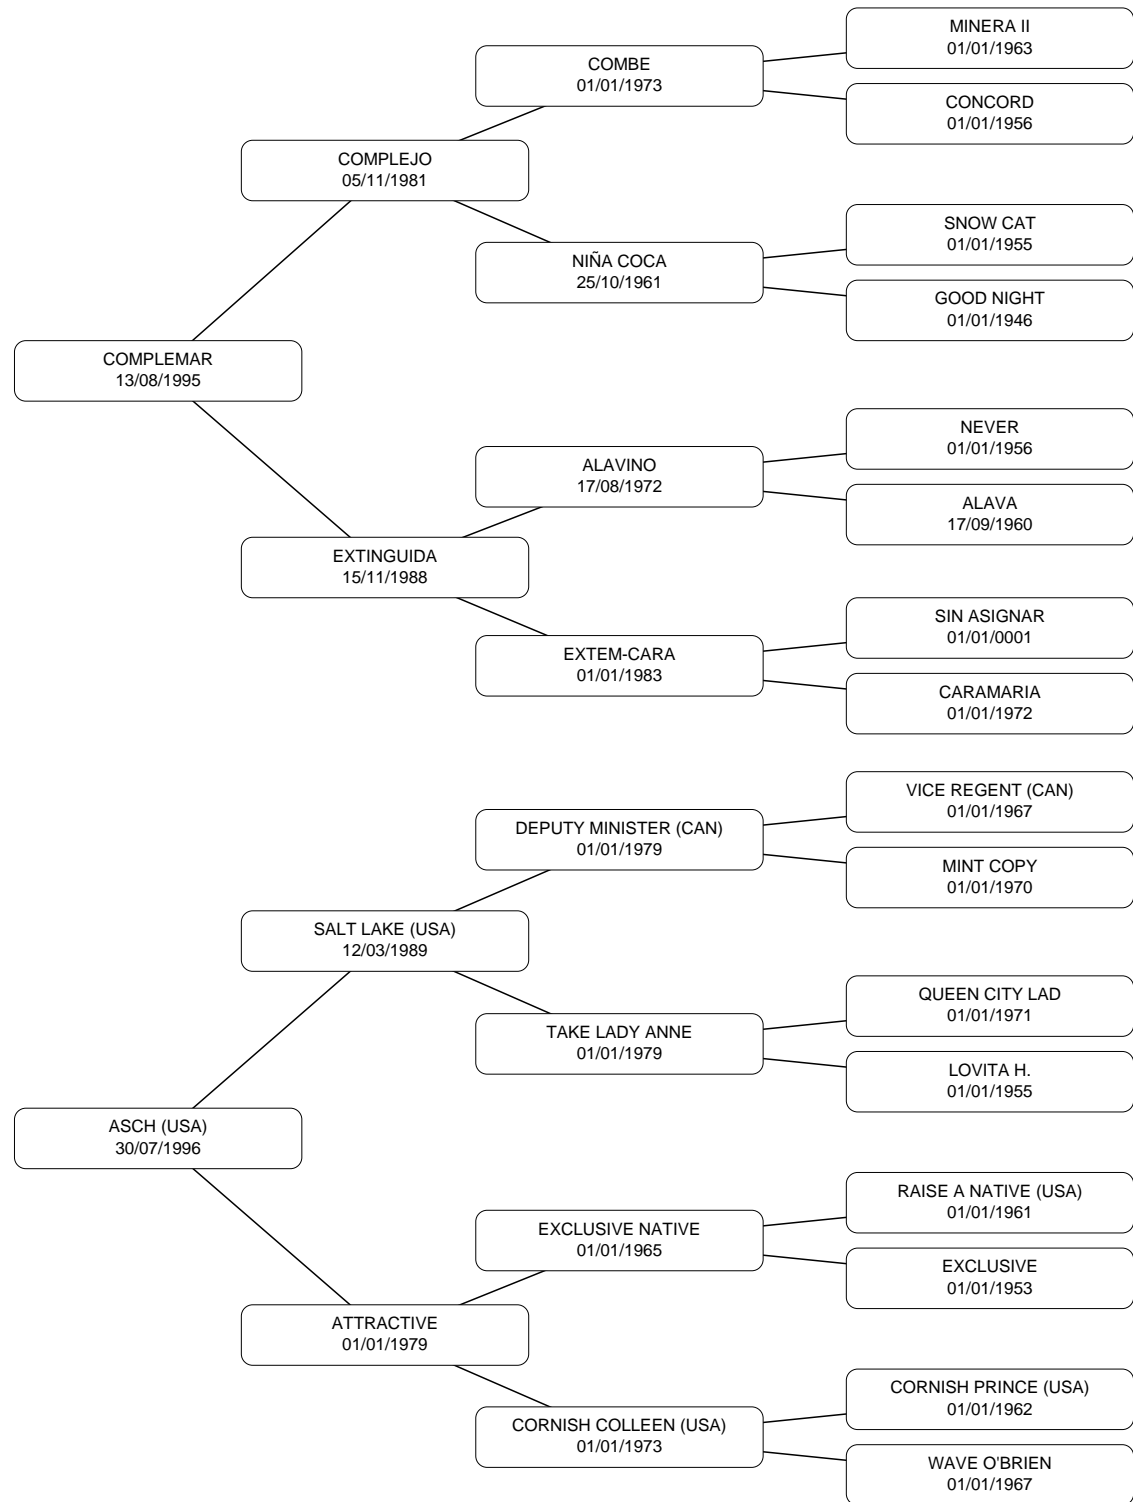 MINERA II
01/01/1963
COMBE
01/01/1973
CONCORD
01/01/1956
COMPLEJO
05/11/1981
SNOW CAT
01/01/1955
NIÑA COCA
25/10/1961
GOOD NIGHT
01/01/1946
COMPLEMAR
13/08/1995
NEVER
01/01/1956
ALAVINO
17/08/1972
ALAVA
17/09/1960
EXTINGUIDA
15/11/1988
SIN ASIGNAR
01/01/0001
EXTEM-CARA
01/01/1983
CARAMARIA
01/01/1972
VICE REGENT (CAN)
01/01/1967
DEPUTY MINISTER (CAN)
01/01/1979
MINT COPY
01/01/1970
SALT LAKE (USA)
12/03/1989
QUEEN CITY LAD
01/01/1971
TAKE LADY ANNE
01/01/1979
LOVITA H.
01/01/1955
ASCH (USA)
30/07/1996
RAISE A NATIVE (USA)
01/01/1961
EXCLUSIVE NATIVE
01/01/1965
EXCLUSIVE
01/01/1953
ATTRACTIVE
01/01/1979
CORNISH PRINCE (USA)
01/01/1962
CORNISH COLLEEN (USA)
01/01/1973
WAVE O'BRIEN
01/01/1967